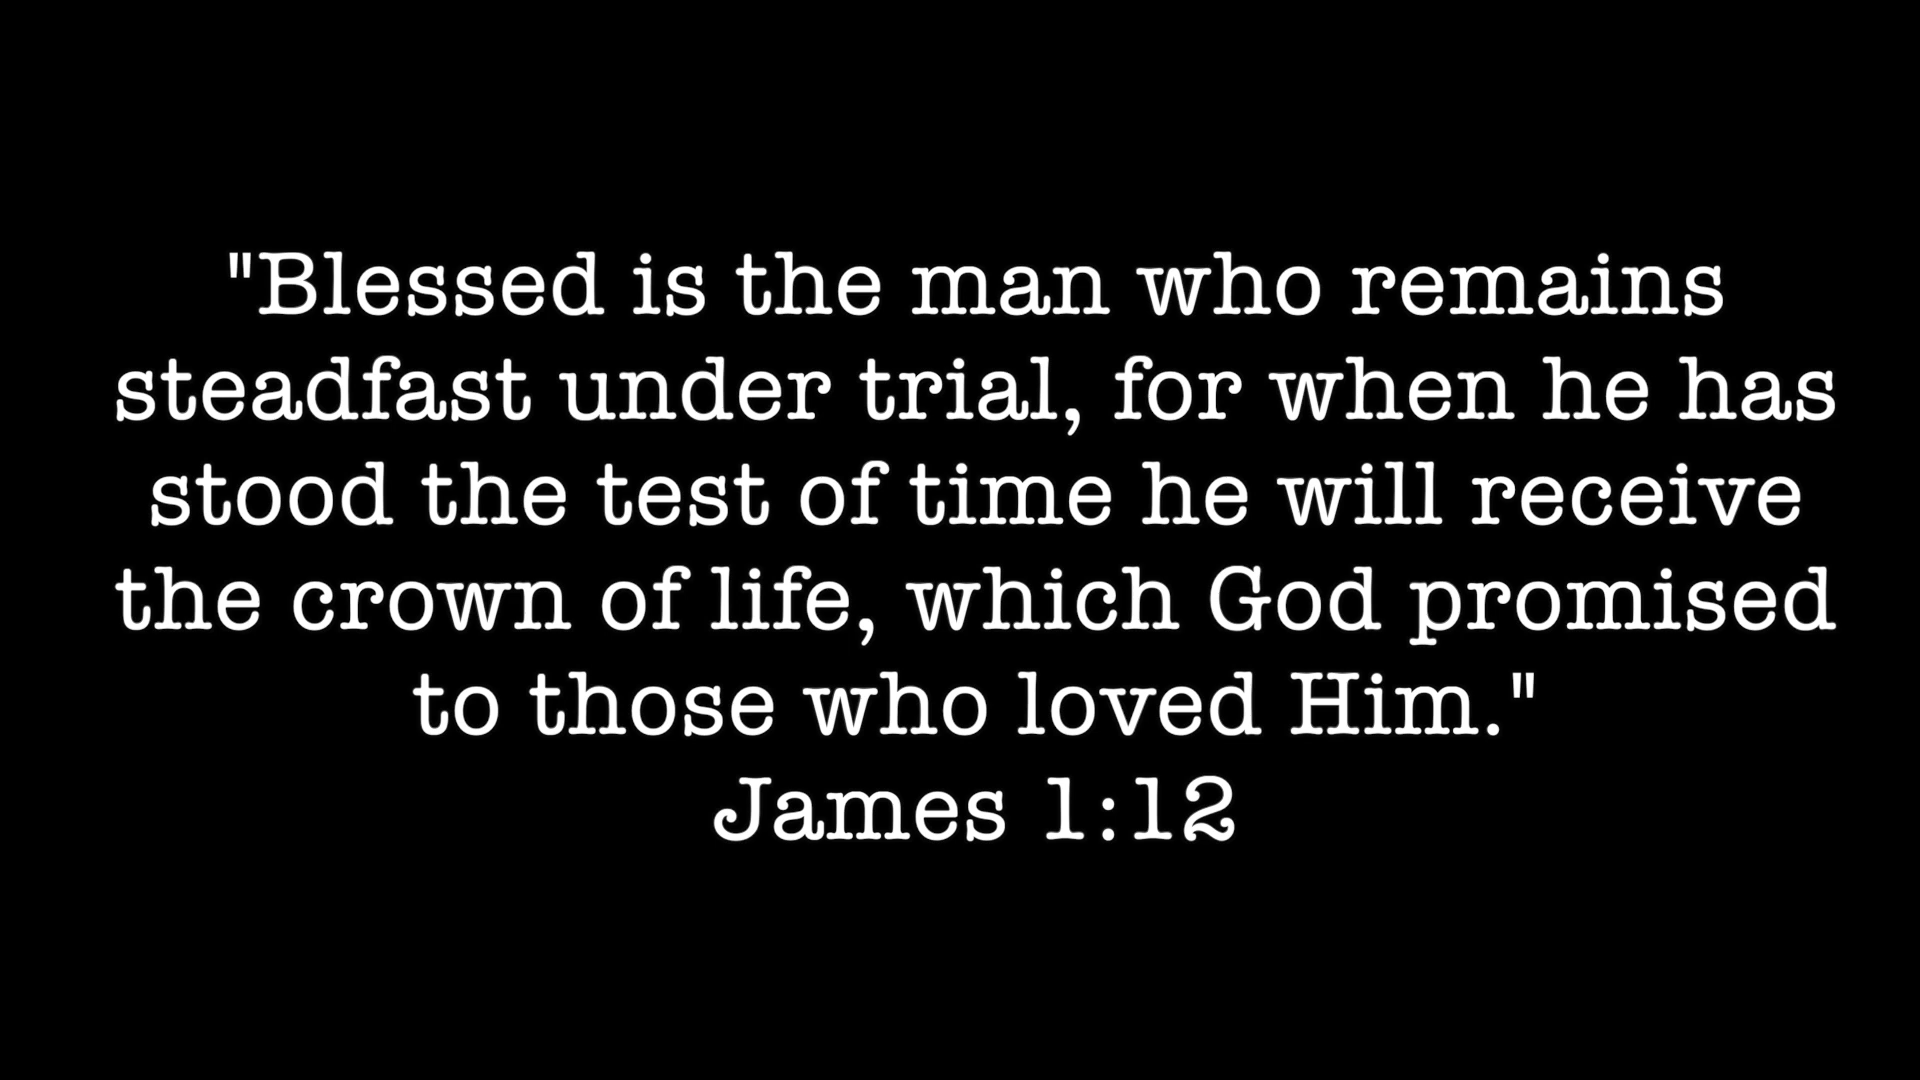 "Blessed is the man who remains
steadfast under trial, for when he has
stood the test of time he will receive
the crown of life, which God promised
to those who loved Him."
James 1:12